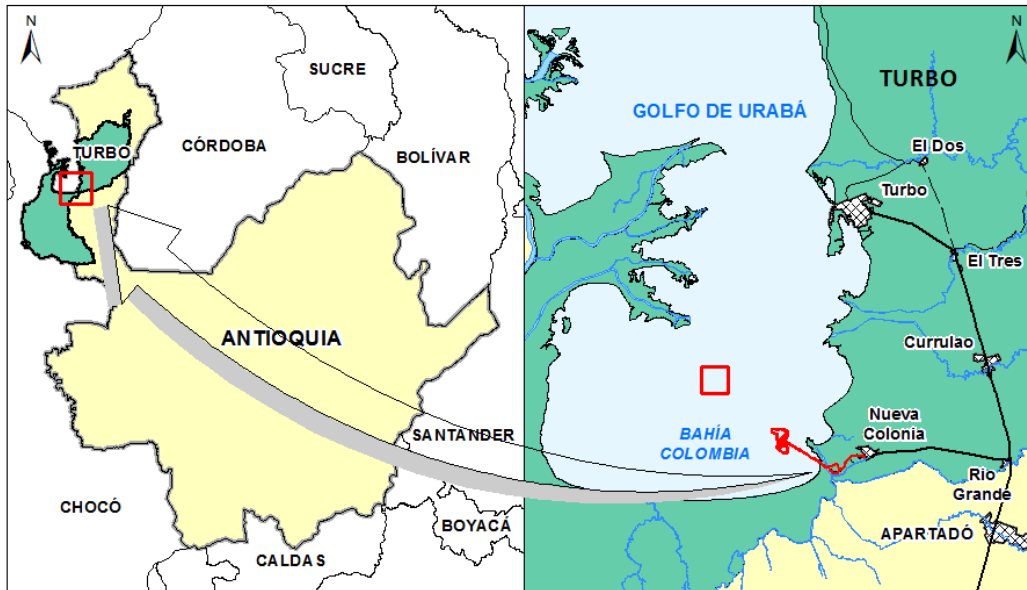 N
SUCRE
CÓRDOBA
TURBO
BOLÍVAR
ANTIOQUIA
SANTANDER
CHOCÓ
BOYACÁ
CALDAS
N
TURBO
GOLFO DE URABÁ
El Dos
Turbo
El Tres
Currulao
Nueva
Colonia
BAHÍA
COLOMBIA
Rio
Grande
APARTADÓ